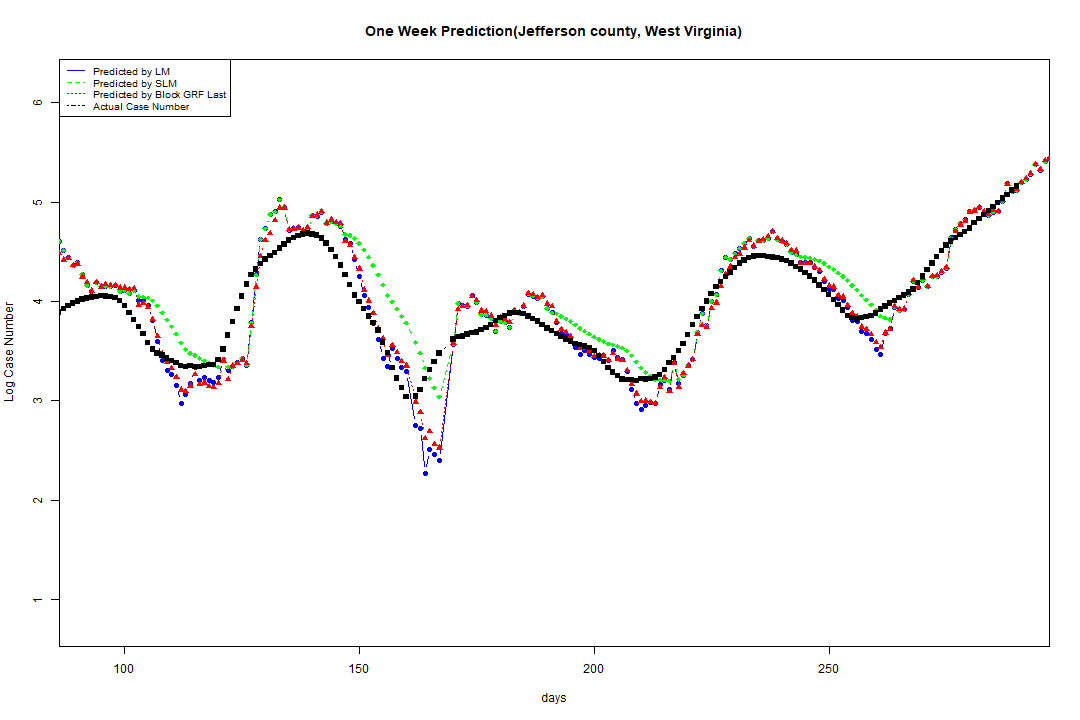 One Week Prediction(Jefferson county, West Virginia)
Predicted by LM
Predicted by SLM
Predicted by Block GRF Last
Actual Case Number
6
5
4
3
2
1
Log Case Number
100 150 200 250
days